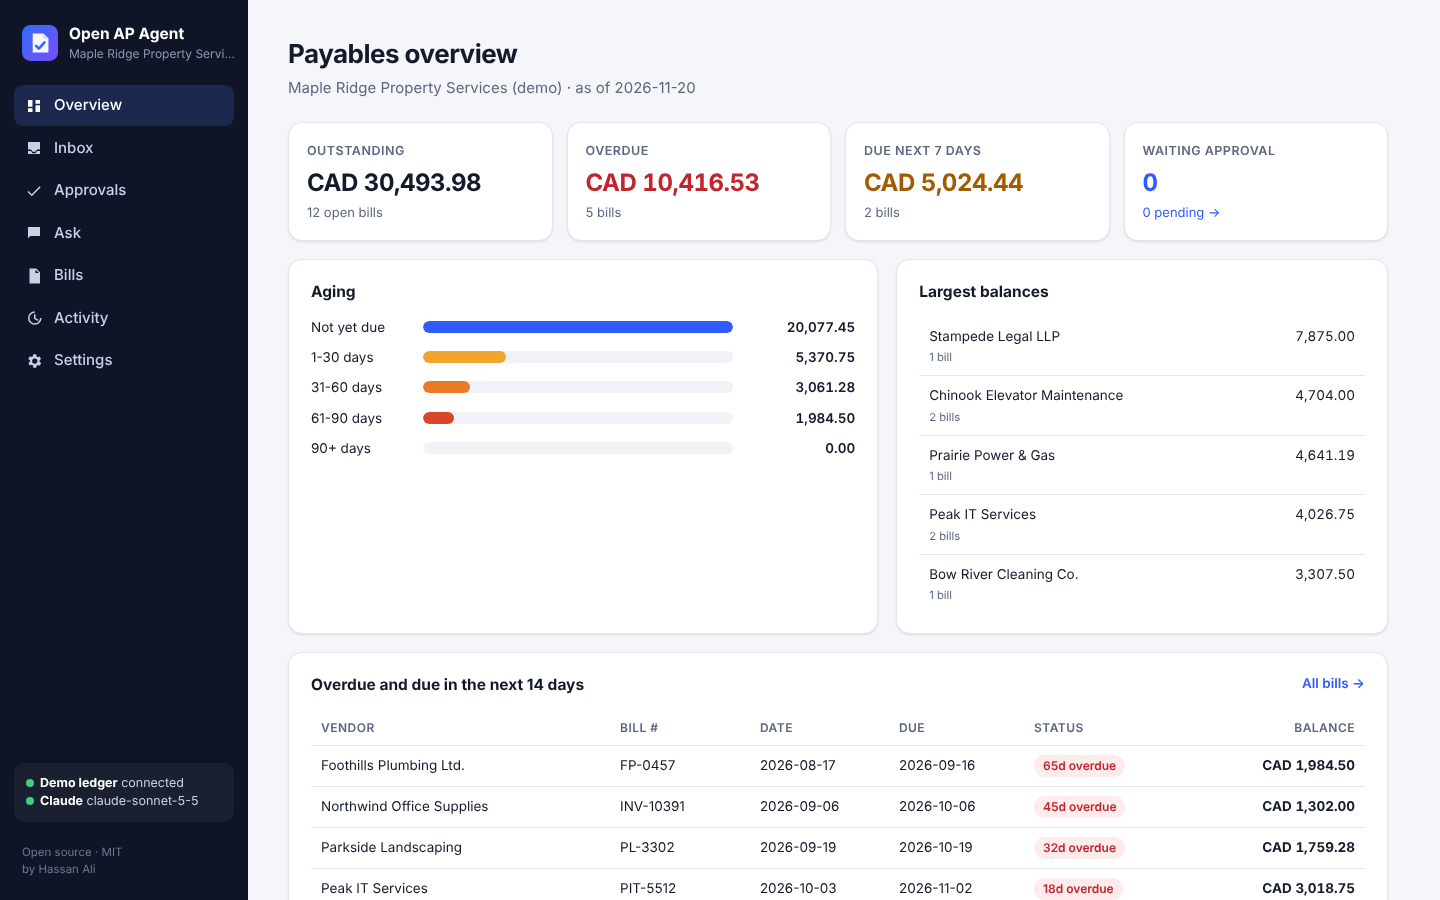 Open AP Agent
Maple Ridge Property Servi...
Overview
Inbox
Approvals
Ask
Bills
Activity
Settings
Demo ledger connected
Claude claude-sonnet-5-5
Open source · MIT
by Hassan Ali
Payables overview
Maple Ridge Property Services (demo) · as of 2026-11-20
OUTSTANDING
CAD 30,493.98
12 open bills
OVERDUE
CAD 10,416.53
5 bills
DUE NEXT 7 DAYS
CAD 5,024.44
2 bills
WAITING APPROVAL
0
0 pending →
Aging
Not yet due 20,077.45
1-30 days 5,370.75
31-60 days 3,061.28
61-90 days 1,984.50
90+ days 0.00
Largest balances
Stampede Legal LLP 7,875.00
1 bill
Chinook Elevator Maintenance 4,704.00
2 bills
Prairie Power & Gas 4,641.19
1 bill
Peak IT Services 4,026.75
2 bills
Bow River Cleaning Co. 3,307.50
1 bill
Overdue and due in the next 14 days All bills →
VENDOR BILL # DATE DUE STATUS BALANCE
Foothills Plumbing Ltd. FP-0457 2026-08-17 2026-09-16 65d overdue CAD 1,984.50
Northwind Office Supplies INV-10391 2026-09-06 2026-10-06 45d overdue CAD 1,302.00
Parkside Landscaping PL-3302 2026-09-19 2026-10-19 32d overdue CAD 1,759.28
Peak IT Services PIT-5512 2026-10-03 2026-11-02 18d overdue CAD 3,018.75